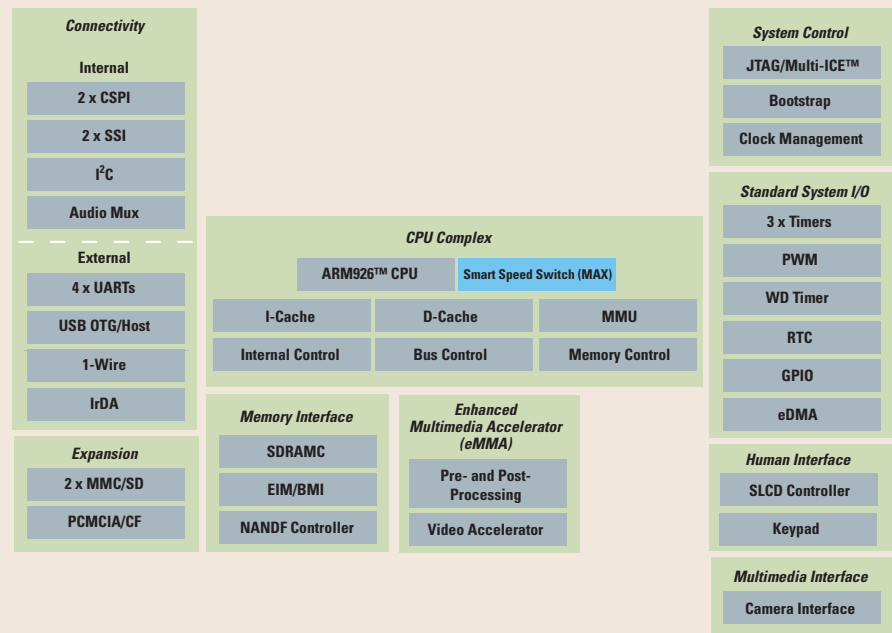 Connectivity
Internal
2 x CSPI
2 x SSI
I²C
Audio Mux
External
4 x UARTs
USB OTG/Host
1-Wire
IrDA
Expansion
2 x MMC/SD
PCMCIA/CF
CPU Complex
ARM926™ CPU
Smart Speed Switch (MAX)
I-Cache
D-Cache
MMU
Internal Control
Bus Control
Memory Control
Memory Interface
SDRAMC
EIM/BMI
NANDF Controller
Enhanced
Multimedia Accelerator
(eMMA)
Pre- and Post-
Processing
Video Accelerator
System Control
JTAG/Multi-ICE™
Bootstrap
Clock Management
Standard System I/O
3 x Timers
PWM
WD Timer
RTC
GPIO
eDMA
Human Interface
SLCD Controller
Keypad
Multimedia Interface
Camera Interface